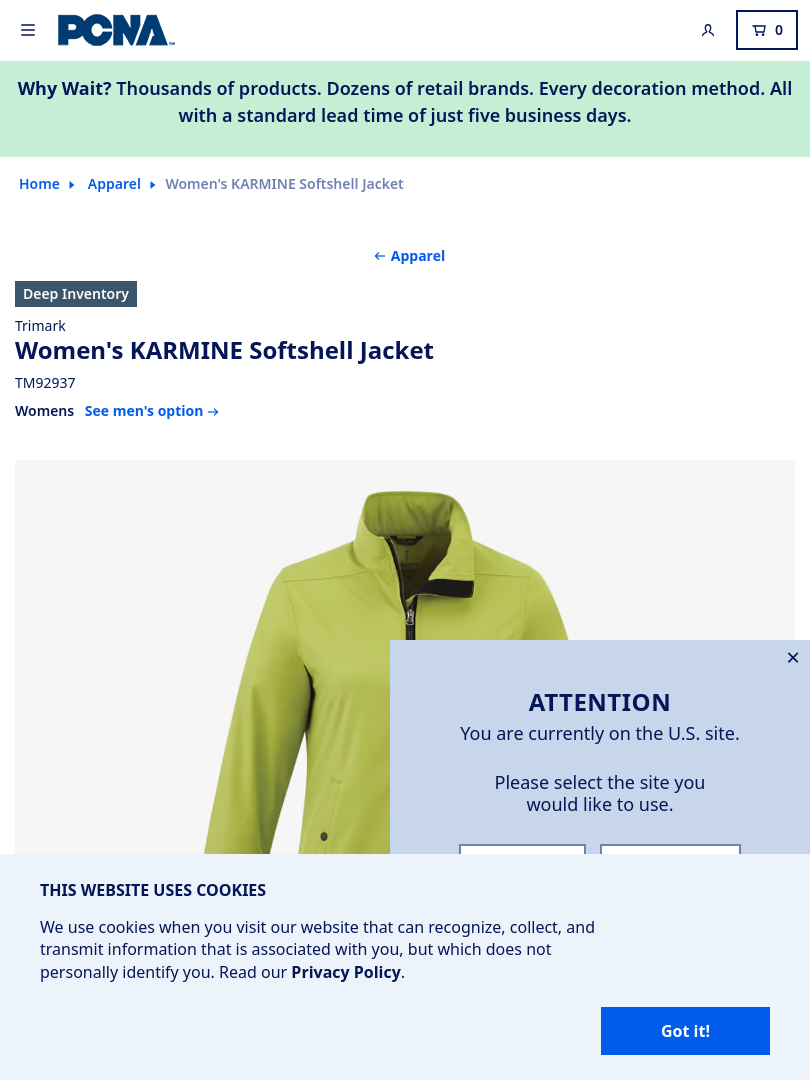 PCNA
0
Why Wait? Thousands of products. Dozens of retail brands. Every decoration method. All
with a standard lead time of just five business days.
Home Apparel Women's KARMINE Softshell Jacket
Apparel
Deep Inventory
Trimark
Women's KARMINE Softshell Jacket
TM92937
Womens See men's option
ATTENTION
You are currently on the U.S. site.
Please select the site you
would like to use.
THIS WEBSITE USES COOKIES
We use cookies when you visit our website that can recognize, collect, and
transmit information that is associated with you, but which does not
personally identify you. Read our Privacy Policy.
Got it!